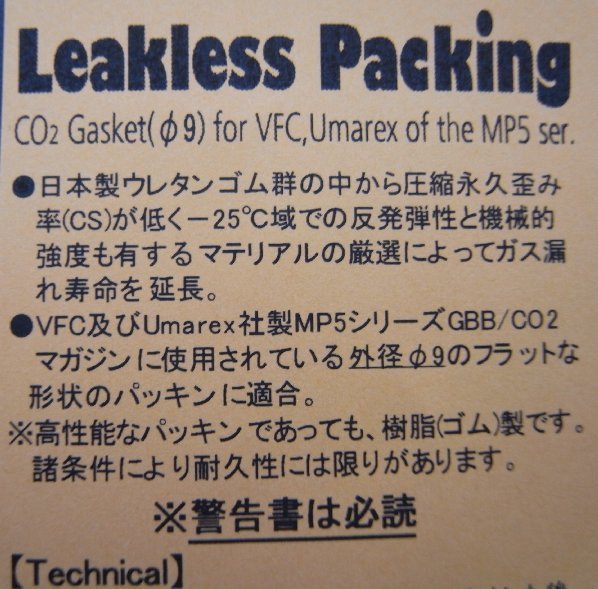 Leakless Packing
CO2 Gasket(φ9) for VFC,Umarex of the MP5 ser.
●日本製ウレタンゴム群の中から圧縮永久歪み
率(CS)が低く－25℃域での反発弾性と機械的
強度も有するマテリアルの厳選によってガス漏
れ寿命を延長。
●VFC及びUmarex社製MP5シリーズGBB/CO2
マガジンに使用されている外径φ9のフラットな
形状のパッキンに適合。
※高性能なパッキンであっても、樹脂(ゴム)製です。
諸条件により耐久性には限りがあります。
※警告書は必読
【Technical】